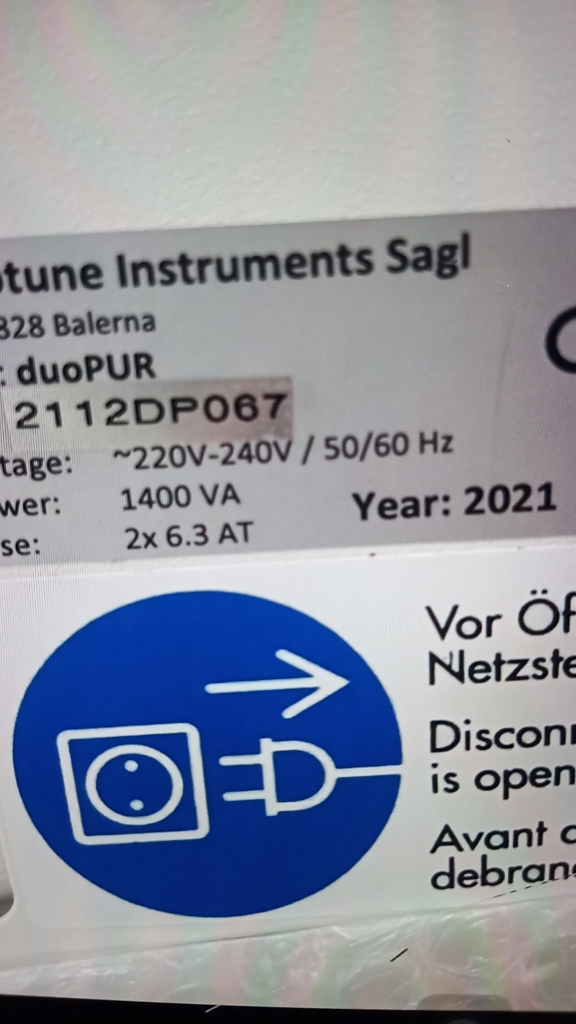 tune Instruments Sagl
328 Balerna
: duoPUR
2112DP067
tage: ~220V-240V / 50/60 Hz
wer: 1400 VA
Year: 2021
se: 2x 6.3 AT
Vor Öf
Netzste
Disconn
is open
Avant
debran